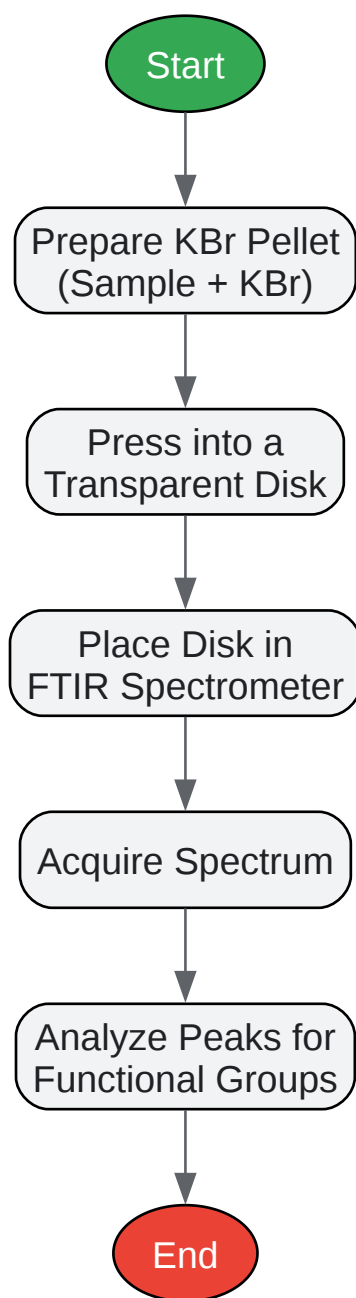 Start
Prepare KBr Pellet
(Sample + KBr)
Press into a
Transparent Disk
Place Disk in
FTIR Spectrometer
Acquire Spectrum
Analyze Peaks for
Functional Groups
End